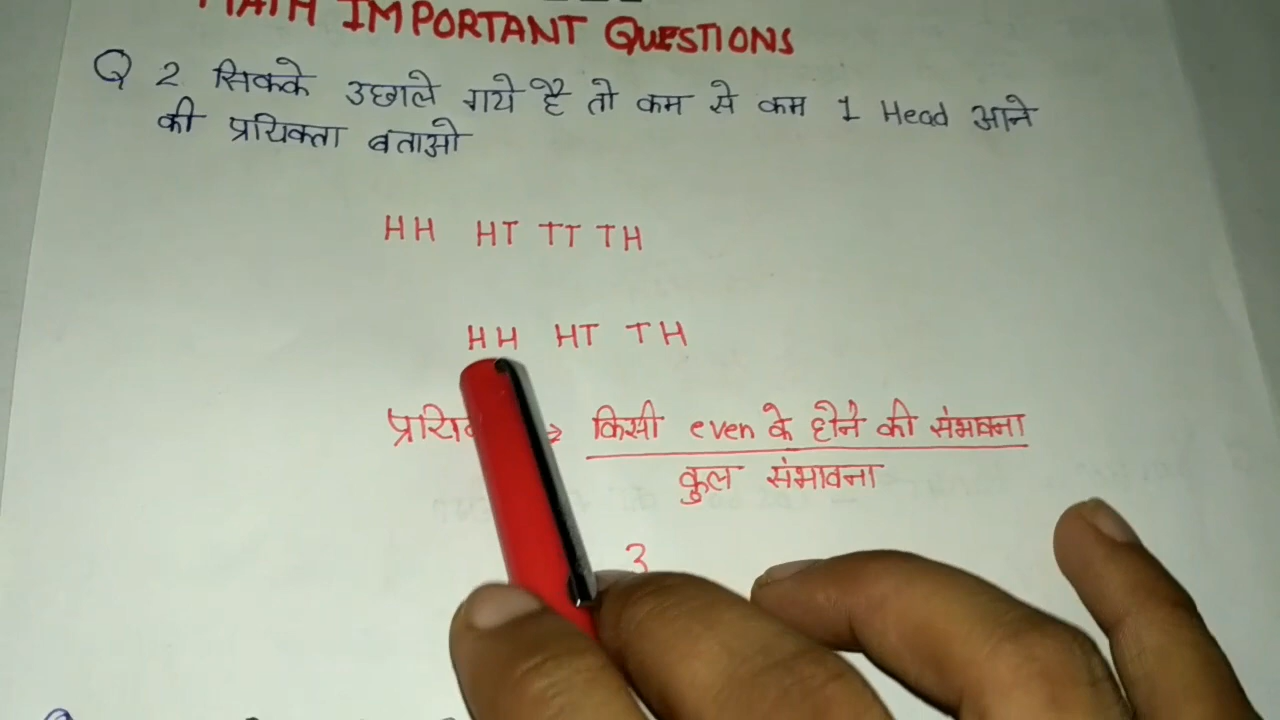 MATH IMPORTANT QUESTIONS
Q 2 सिक्के उछाले गये है तो कम से कम 1 Head आने
की प्रयिक्ता बताओ
HH HT TT TH
HH HT TH
किसी even के होने की संभावना
कुल संभावना
3